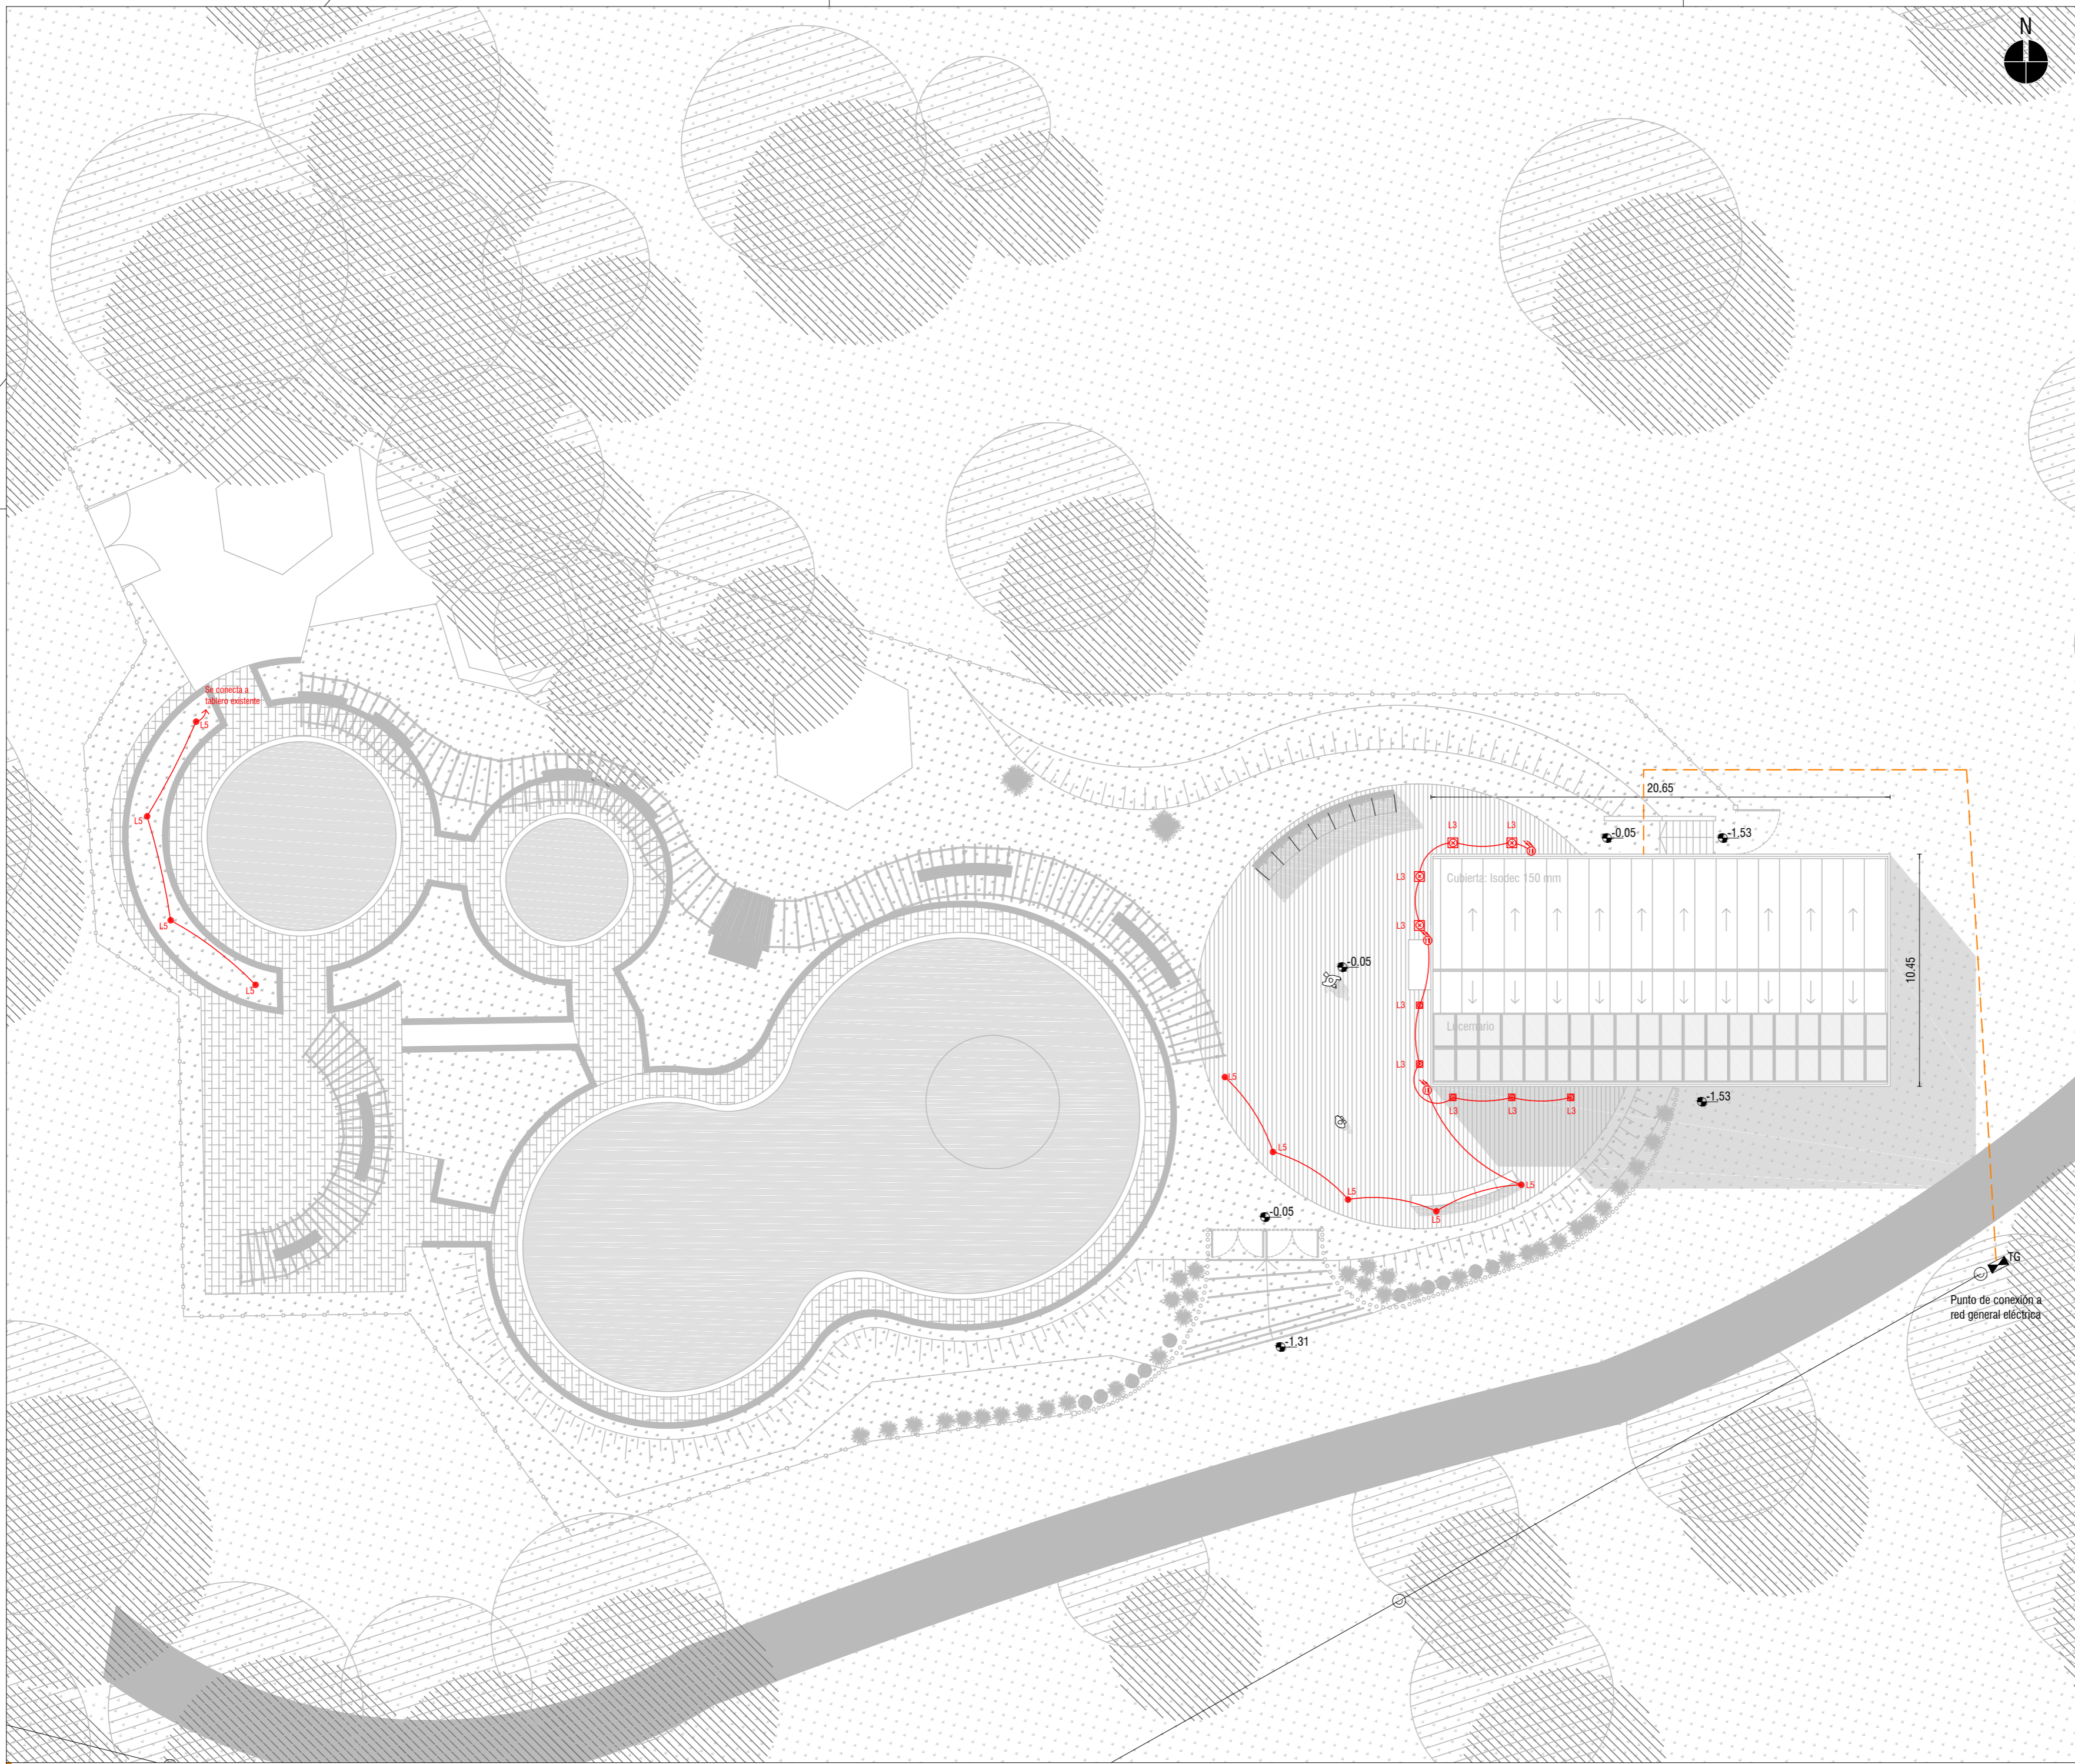 N
Se conecta a
tablero existente
L5
L5
L5
L5
20.65
-0.05
-1.53
L3
L3
L3
L3
L3
L3
L3
L3
L3
Cubierta: Isodec 150 mm
10.45
-0.05
Lucernario
-1.53
L5
L5
L5
L5
L5
-0.05
TG
Punto de conexión a
red general eléctrica
-1.31